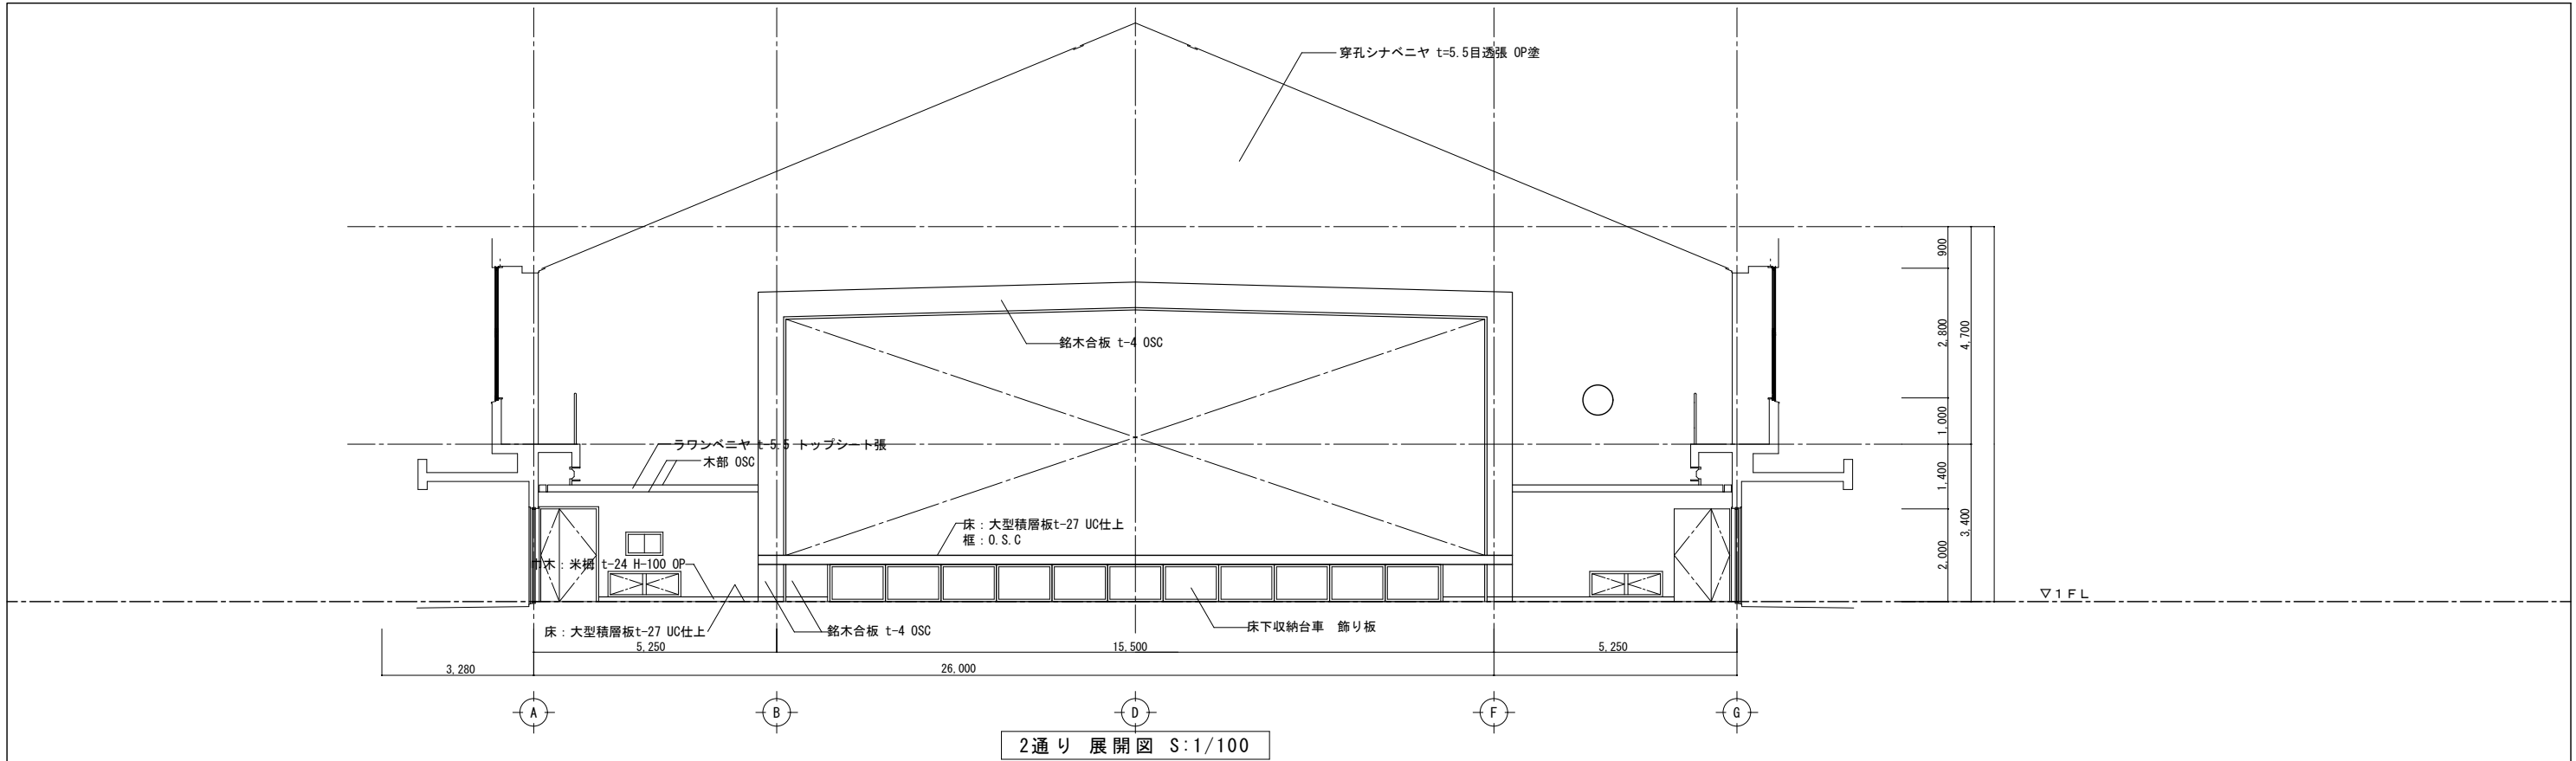 穿孔シナベニヤ t=5.5目透張 OP塗
銘木合板 t-4 OSC
ラワンベニヤ t-5.5 トップシート張
木部 OSC
床：大型積層板t-27 UC仕上
框：O.S.C
巾木：米栂 t-24 H-100 OP
床：大型積層板t-27 UC仕上
銘木合板 t-4 OSC
床下収納台車　飾り板
900
2,800
4,700
1,000
1,400
3,400
2,000
▽1FL
5,250
15,500
5,250
3,280
26,000
A
B
D
F
G
2通り 展開図 S:1/100